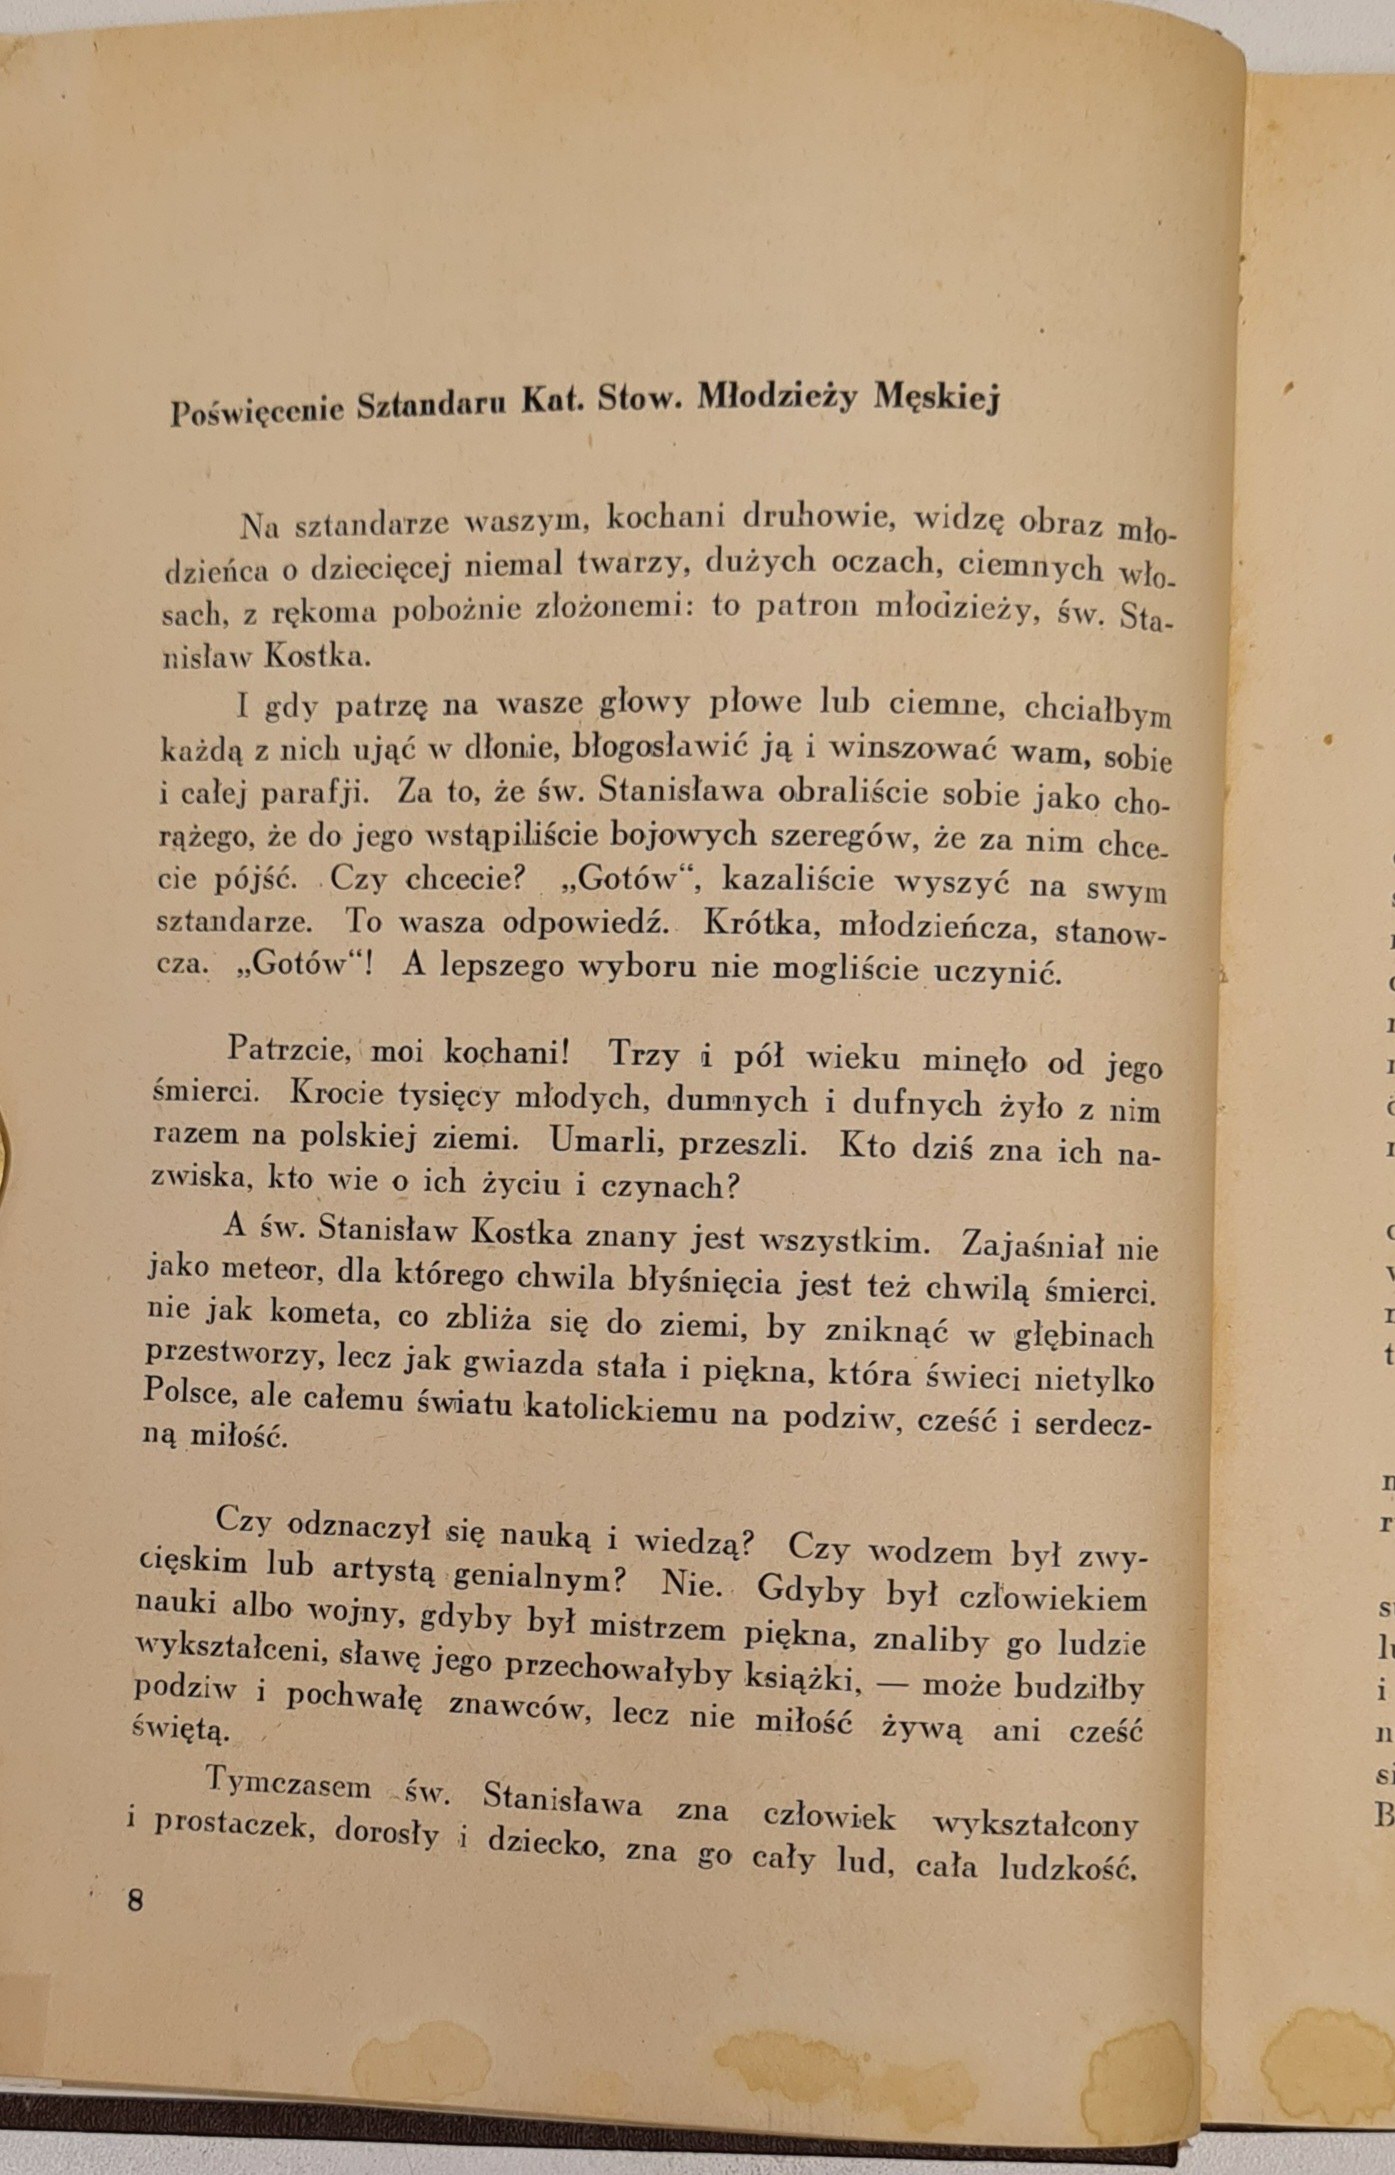 Poświęcenie Sztandaru Kat. Stow. Młodzieży Męskiej
Na sztandarze waszym, kochani druhowie, widzę obraz mło-
dzieńca o dziecięcej niemal twarzy, dużych oczach, ciemnych wło-
sach, z rękoma pobożnie złożonemi: to patron młodzieży, św. Sta-
nisław Kostka.
I gdy patrzę na wasze głowy płowe lub ciemne, chciałbym
każdą z nich ująć w dłonie, błogosławić ją i winszować wam, sobie
i całej parafji. Za to, że św. Stanisława obraliście sobie jako cho-
rążego, że do jego wstąpiliście bojowych szeregów, że za nim chce-
cie pójść. Czy chcecie? „Gotów“, kazaliście wyszyć na swym
sztandarze. To wasza odpowiedź. Krótka, młodzieńcza, stanow-
cza. „Gotów“! A lepszego wyboru nie mogliście uczynić.
Patrzcie, moi kochani! Trzy i pół wieku minęło od jego
śmierci. Krocie tysięcy młodych, dumnych i dufnych żyło z nim
razem na polskiej ziemi. Umarli, przeszli. Kto dziś zna ich na-
zwiska, kto wie o ich życiu i czynach?
A św. Stanisław Kostka znany jest wszystkim. Zajaśniał nie
jako meteor, dla którego chwila błyśnięcia jest też chwilą śmierci.
nie jak kometa, co zbliża się do ziemi, by zniknąć w głębinach
przestworzy, lecz jak gwiazda stała i piękna, która świeci nietylko
Polsce, ale całemu światu katolickiemu na podziw, cześć i serdecz-
ną miłość.
Czy odznaczył się nauką i wiedzą? Czy wodzem był zwy-
cięskim lub artystą genialnym? Nie. Gdyby był człowiekiem
nauki albo wojny, gdyby był mistrzem piękna, znaliby go ludzie
wykształceni, sławę jego przechowałyby książki, — może budziłby
podziw i pochwałę znawców, lecz nie miłość żywą ani cześć
świętą.
Tymczasem św. Stanisława zna człowiek wykształcony
i prostaczek, dorosły i dziecko, zna go cały lud, cała ludzkość.
8